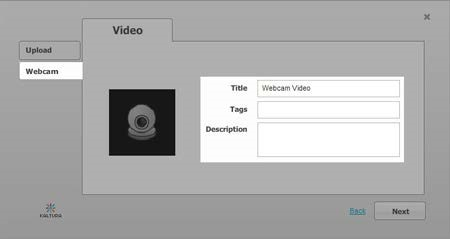 Video
Upload
Webcam
Title Webcam Video
Tags
Description
KALTURA
Back Next